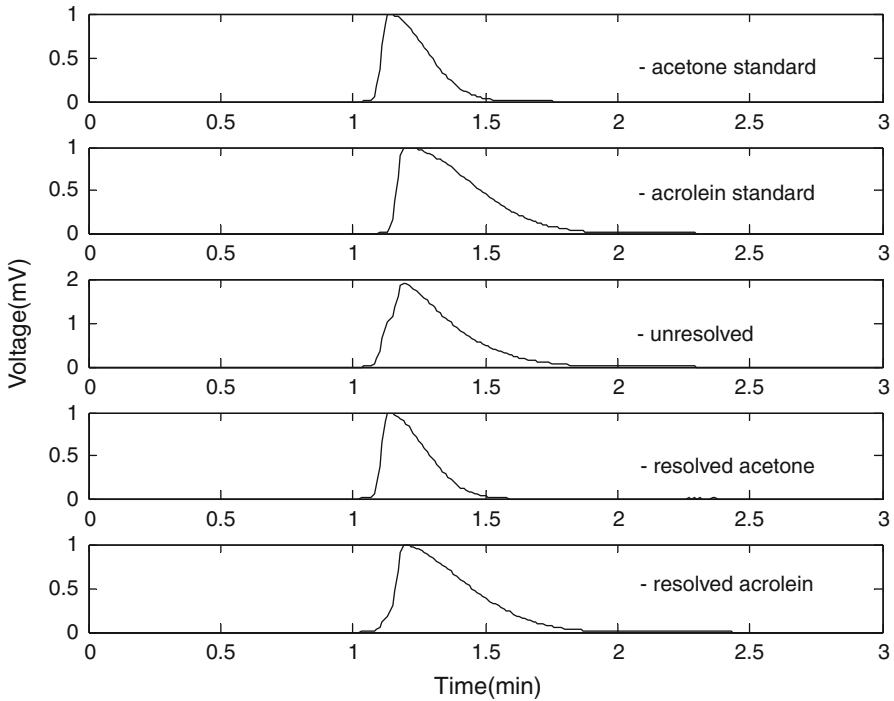 1
0.5
0
- acetone standard
0 0.5 1 1.5 2 2.5 3
1
0.5
0
- acrolein standard
0 0.5 1 1.5 2 2.5 3
Voltage(mV)
2
1
0
- unresolved
0 0.5 1 1.5 2 2.5 3
1
0.5
0
- resolved acetone
0 0.5 1 1.5 2 2.5 3
1
0.5
0
- resolved acrolein
0 0.5 1 1.5 2 2.5 3
Time(min)